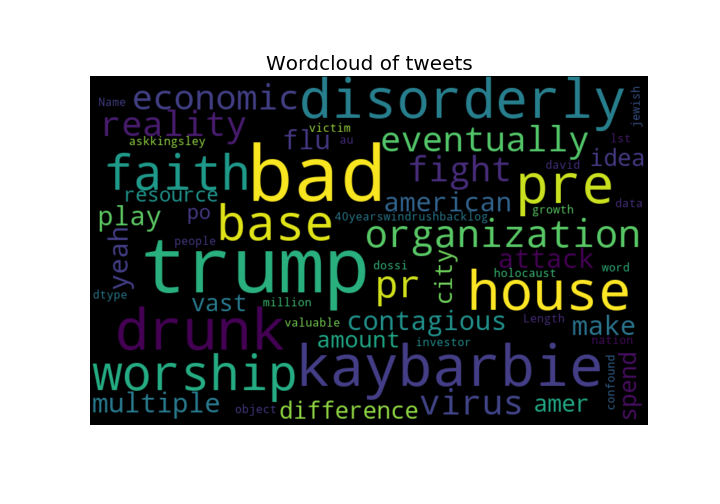 Wordcloud of tweets
Name economic disorderly jewish
reality askkingsley flu victim au eventually lst idea
faith resource bad fight pre david
play po base american 40yearswindrushbacklog growth data
yeah people organization
trump dossi city attack holocaust word
dtype vast million pr house
drunk valuable contagious Length make
amount investor nation
worship kaybarbie confound spend
multiple object difference virus amer